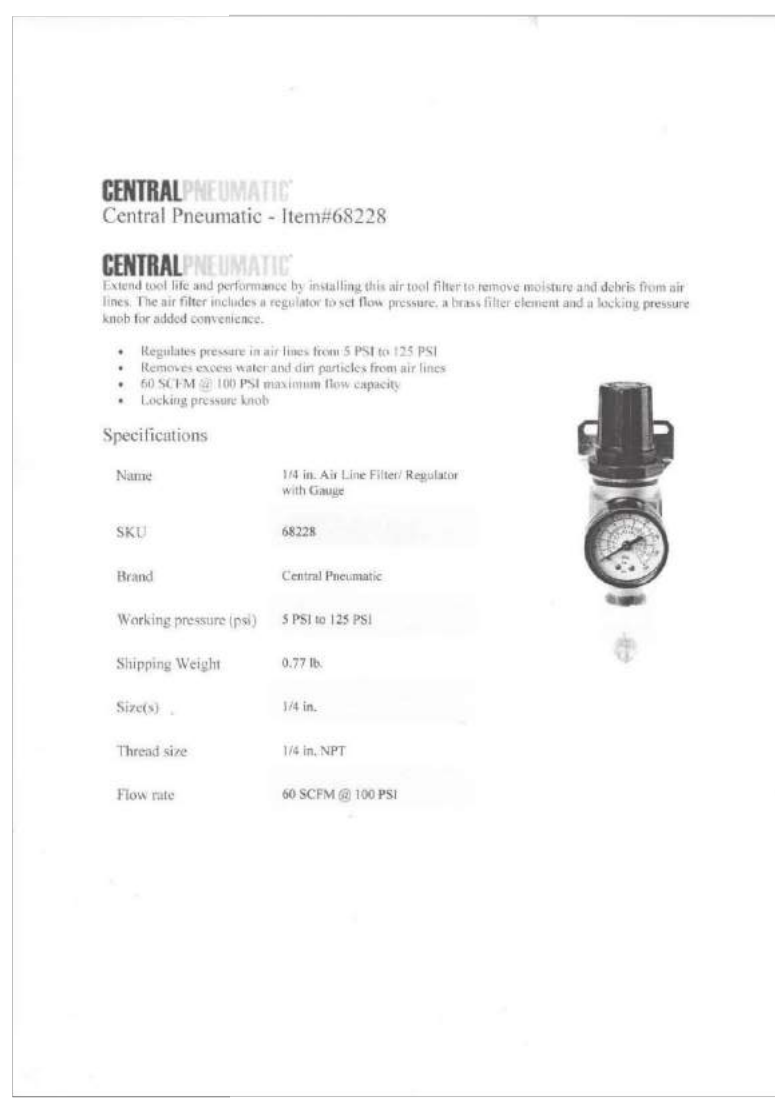 CENTRALPNEUMATIC
Central Pneumatic - Item#68228
CENTRALPNEUMATIC
Extend tool life and performance by installing this air tool filter to remove moisture and debris from air
lines. The air filter includes a regulator to set flow pressure, a brass filter element and a locking pressure
knob for added convenience.
• Regulates pressure in air lines from 5 PSI to 125 PSI
• Removes excess water and dirt particles from air lines
• 60 SCFM @ 100 PSI maximum flow capacity
• Locking pressure knob
Specifications
Name 1/4 in. Air Line Filter/ Regulator
with Gauge
SKU 68228
Brand Central Pneumatic
Working pressure (psi) 5 PSI to 125 PSI
Shipping Weight 0.77 lb.
Size(s) 1/4 in.
Thread size 1/4 in. NPT
Flow rate 60 SCFM @ 100 PSI